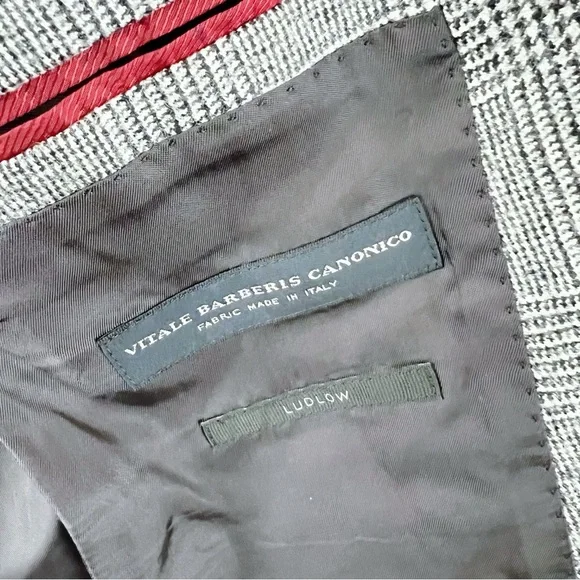 VITALE BARBERIS CANONICO
FABRIC MADE IN ITALY
LUDLOW